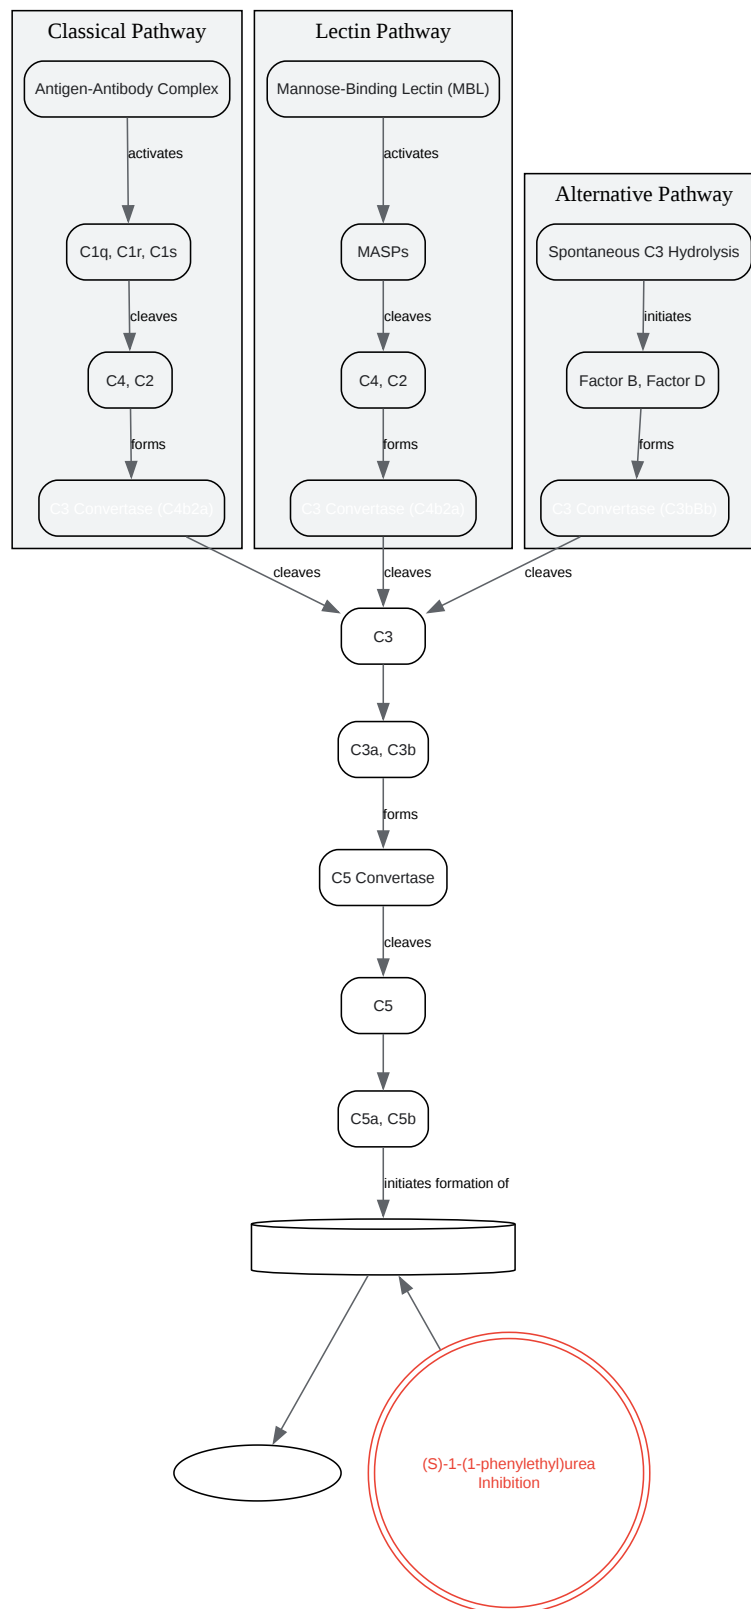 Classical Pathway
Lectin Pathway
Antigen-Antibody Complex
Mannose-Binding Lectin (MBL)
activates
activates
Alternative Pathway
C1q, C1r, C1s
MASPs
Spontaneous C3 Hydrolysis
cleaves
cleaves
initiates
C4, C2
C4, C2
Factor B, Factor D
forms
forms
forms
C3 Convertase (C4b2a)
C3 Convertase (C4b2a)
C3 Convertase (C3bBb)
cleaves
cleaves
cleaves
C3
C3a, C3b
forms
C5 Convertase
cleaves
C5
C5a, C5b
initiates formation of
(S)-1-(1-phenylethyl)urea
Inhibition